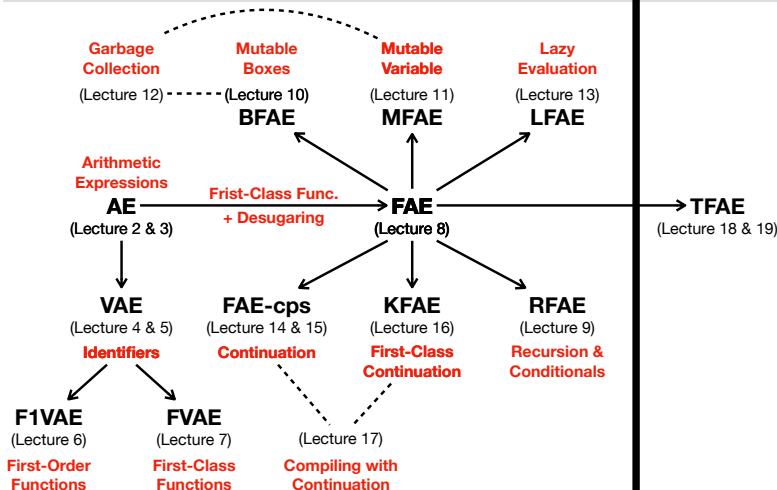 Garbage
Collection
(Lecture 12)
Mutable
Boxes
(Lecture 10)
BFAE
Mutable
Variable
(Lecture 11)
MFAE
Lazy
Evaluation
(Lecture 13)
LFAE
Arithmetic
Expressions
AE
(Lecture 2 & 3)
Frist-Class Func.
+ Desugaring
FAE
(Lecture 8)
TFAE
(Lecture 18 & 19)
VAE
(Lecture 4 & 5)
Identifiers
FAE-cps
(Lecture 14 & 15)
Continuation
KFAE
(Lecture 16)
First-Class
Continuation
RFAE
(Lecture 9)
Recursion &
Conditionals
F1VAE
(Lecture 6)
First-Order
Functions
FVAE
(Lecture 7)
First-Class
Functions
(Lecture 17)
Compiling with
Continuation